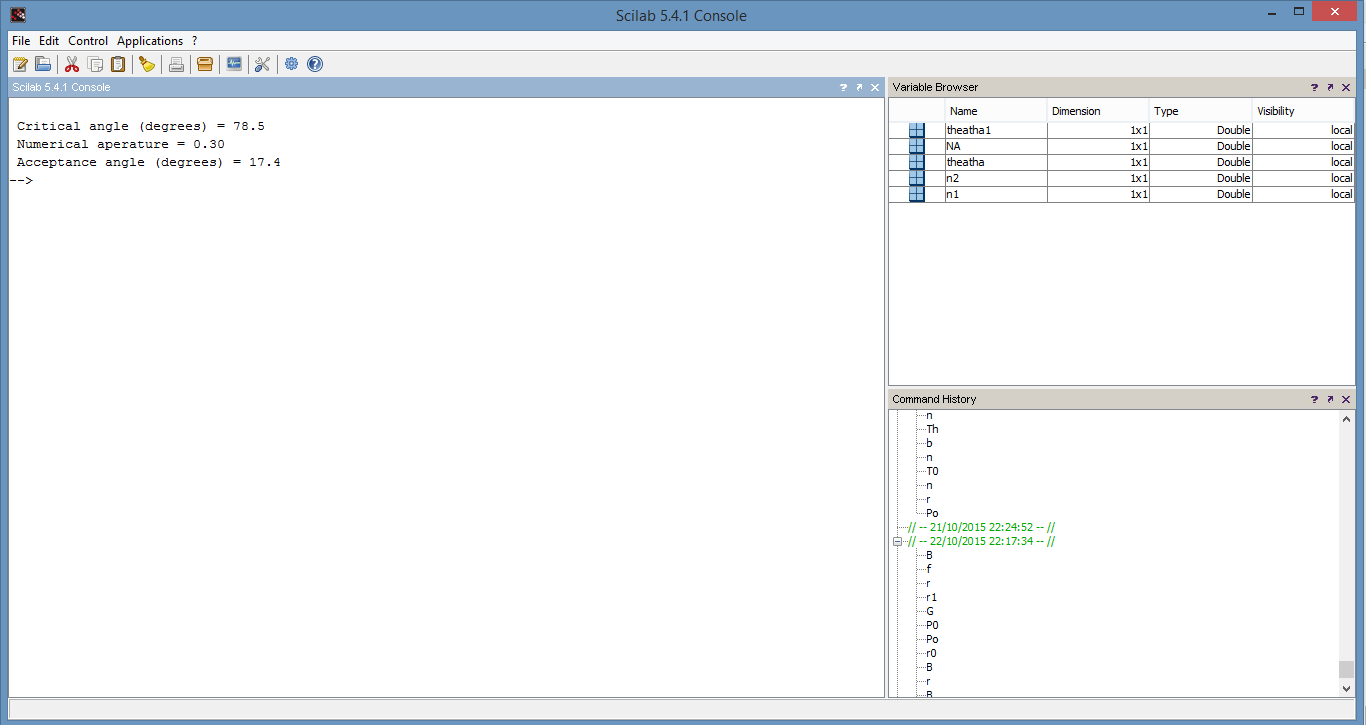 Scilab 5.4.1 Console
File Edit Control Applications ?
Scilab 5.4.1 Console
Critical angle (degrees) = 78.5
Numerical aperature = 0.30
Acceptance angle (degrees) = 17.4
-->
Variable Browser
Name Dimension Type Visibility
theatha1 1x1 Double local
NA 1x1 Double local
theatha 1x1 Double local
n2 1x1 Double local
n1 1x1 Double local
Command History
n
Th
b
n
T0
n
r
Po
// -- 21/10/2015 22:24:52 -- //
// -- 22/10/2015 22:17:34 -- //
B
f
r
r1
G
P0
Po
r0
B
r
B